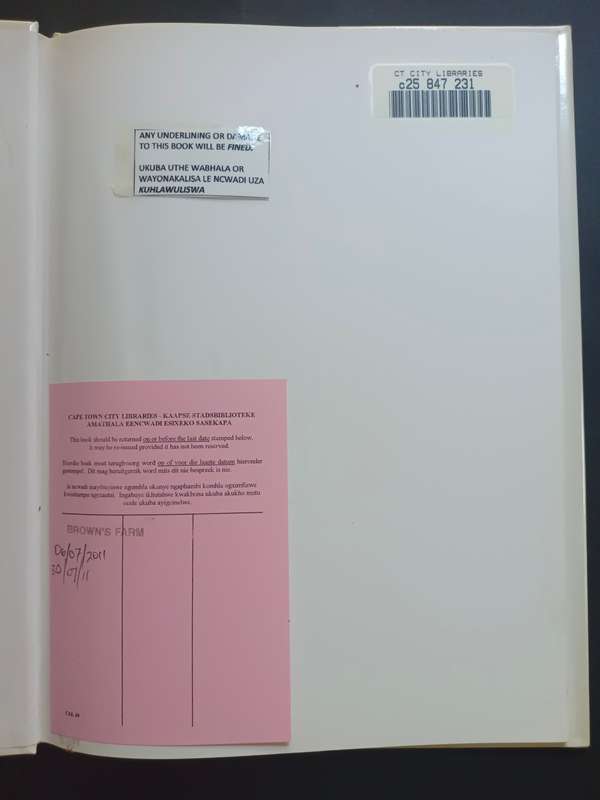 CT CITY LIBRARIES
c25 847 231
ANY UNDERLINING OR DAMAGE
TO THIS BOOK WILL BE FINED.
UKUBA UTHE WABHALA OR
WAYONAKALISA LE NCWADI UZA
KUHLAWULISWA
CAPE TOWN CITY LIBRARIES - KAAPSE STADSBIBLIOTEKE
AMATHALA EENCWADI ESIXEKO SASEKAPA
This book should be returned on or before the last date stamped below.
It may be re-issued provided it has not been reserved.
Hierdie boek moet terugbesorg word op of voor die laaste datum hieronder
gestempel. Dit mag heruitgereik word mits dit nie bespreek is nie.
BROWN'S FARM
06/07/2011
30/07/11